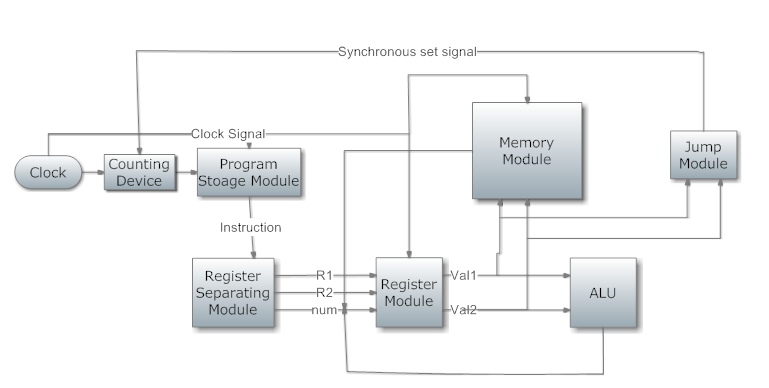 Synchronous set signal
Clock Signal
Clock
Counting
Device
Program
Stoage Module
Memory
Module
Jump
Module
Instruction
Register
Separating
Module
R1
R2
num
Register
Module
Val1
Val2
ALU